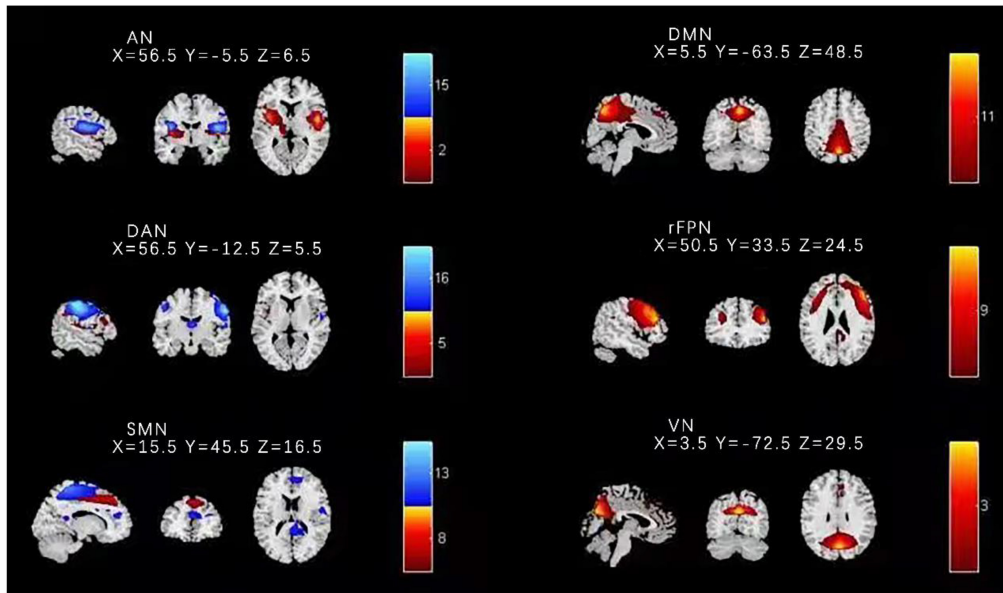 AN
X=56.5 Y=-5.5 Z=6.5
15
2
DMN
X=5.5 Y=-63.5 Z=48.5
11
DAN
X=56.5 Y=-12.5 Z=5.5
16
5
rFPN
X=50.5 Y=33.5 Z=24.5
9
SMN
X=15.5 Y=45.5 Z=16.5
13
8
VN
X=3.5 Y=-72.5 Z=29.5
3